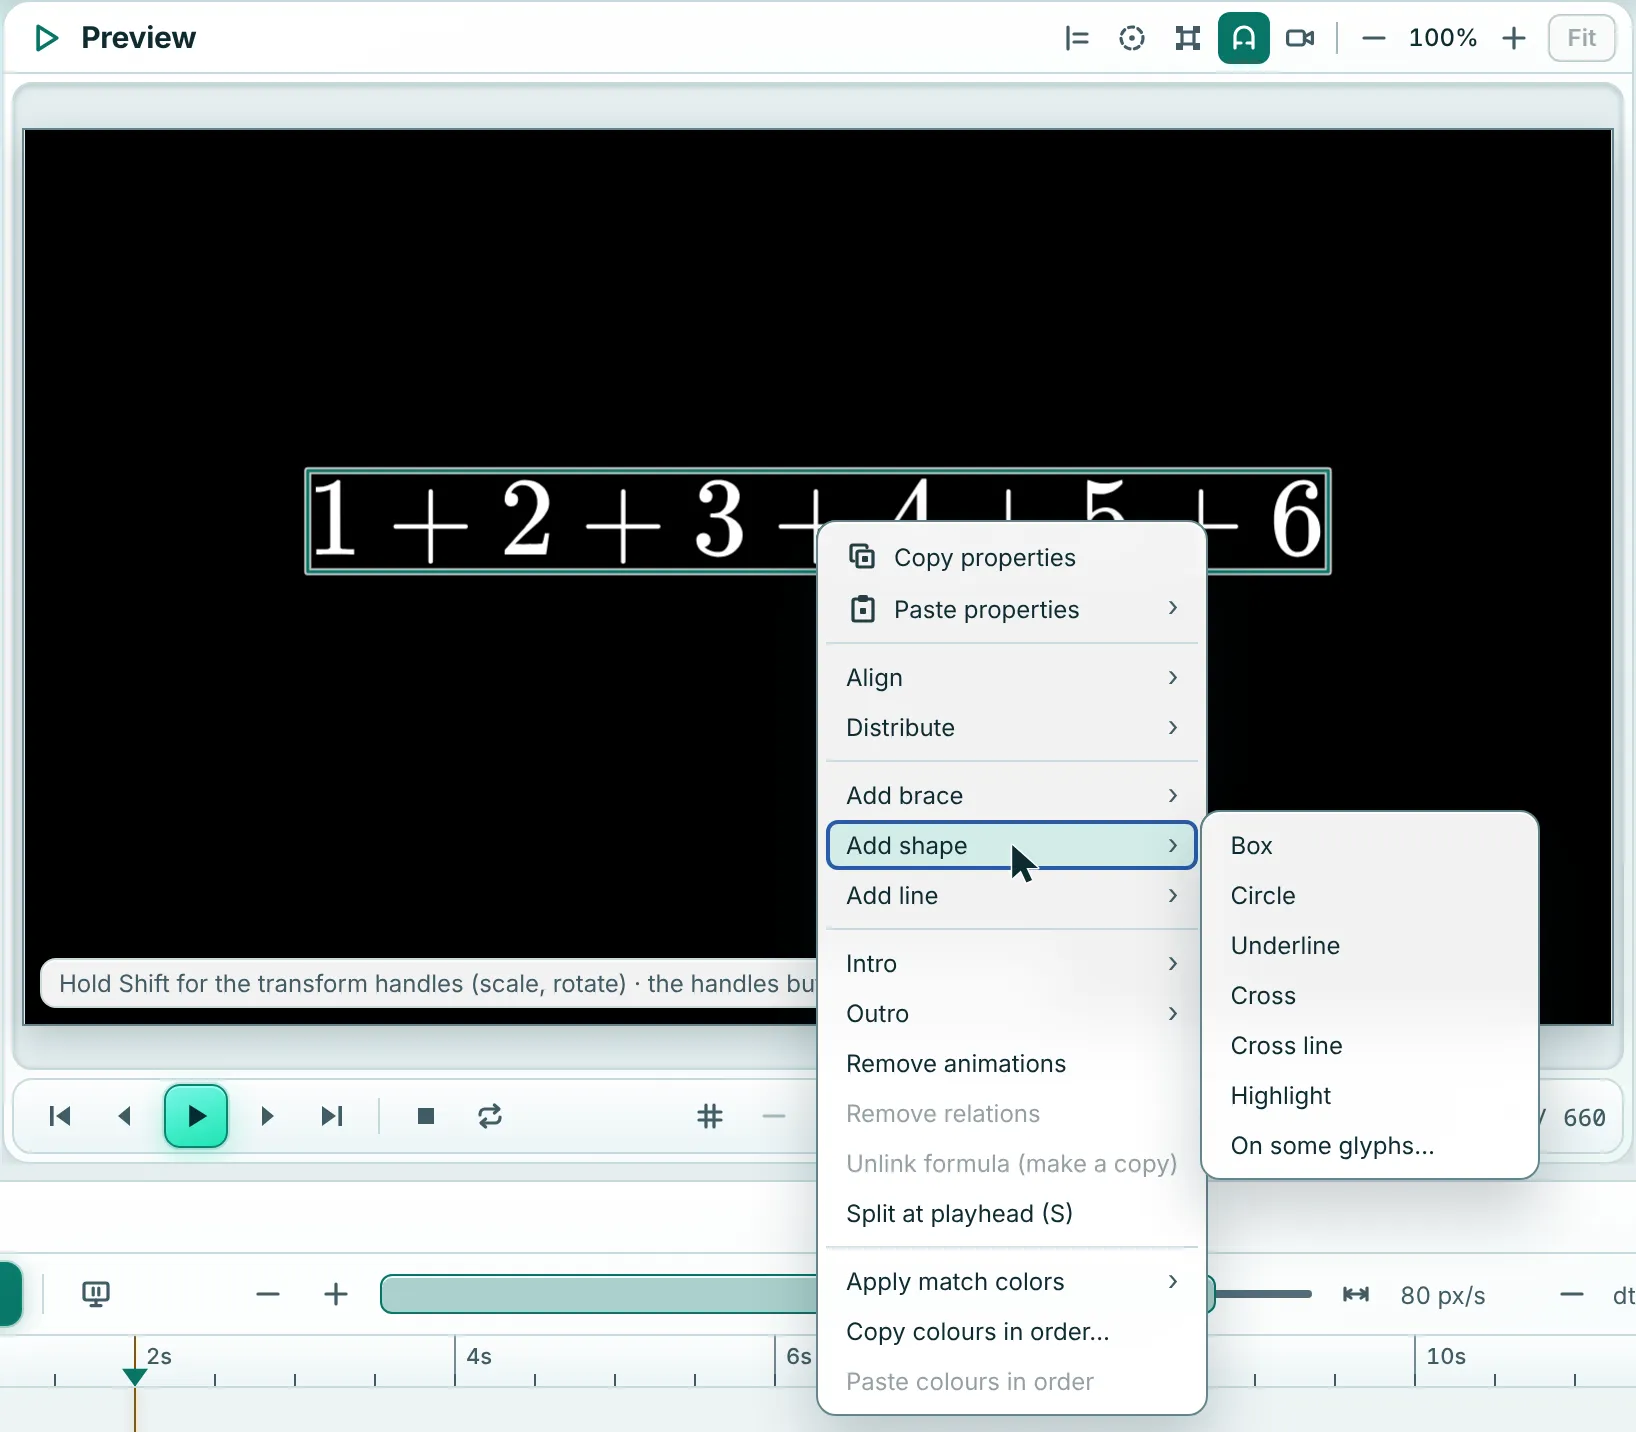 Preview
100%
Fit
1 + 2 + 3 + 4 + 5 + 6
Copy properties
Paste properties
Align
Distribute
Add brace
Add shape
Add line
Intro
Outro
Remove animations
Remove relations
Unlink formula (make a copy)
Split at playhead (S)
Apply match colors
Copy colours in order...
Paste colours in order
Box
Circle
Underline
Cross
Cross line
Highlight
On some glyphs...
Hold Shift for the transform handles (scale, rotate) · the handles
/ 660
80 px/s
2s
4s
6s
10s